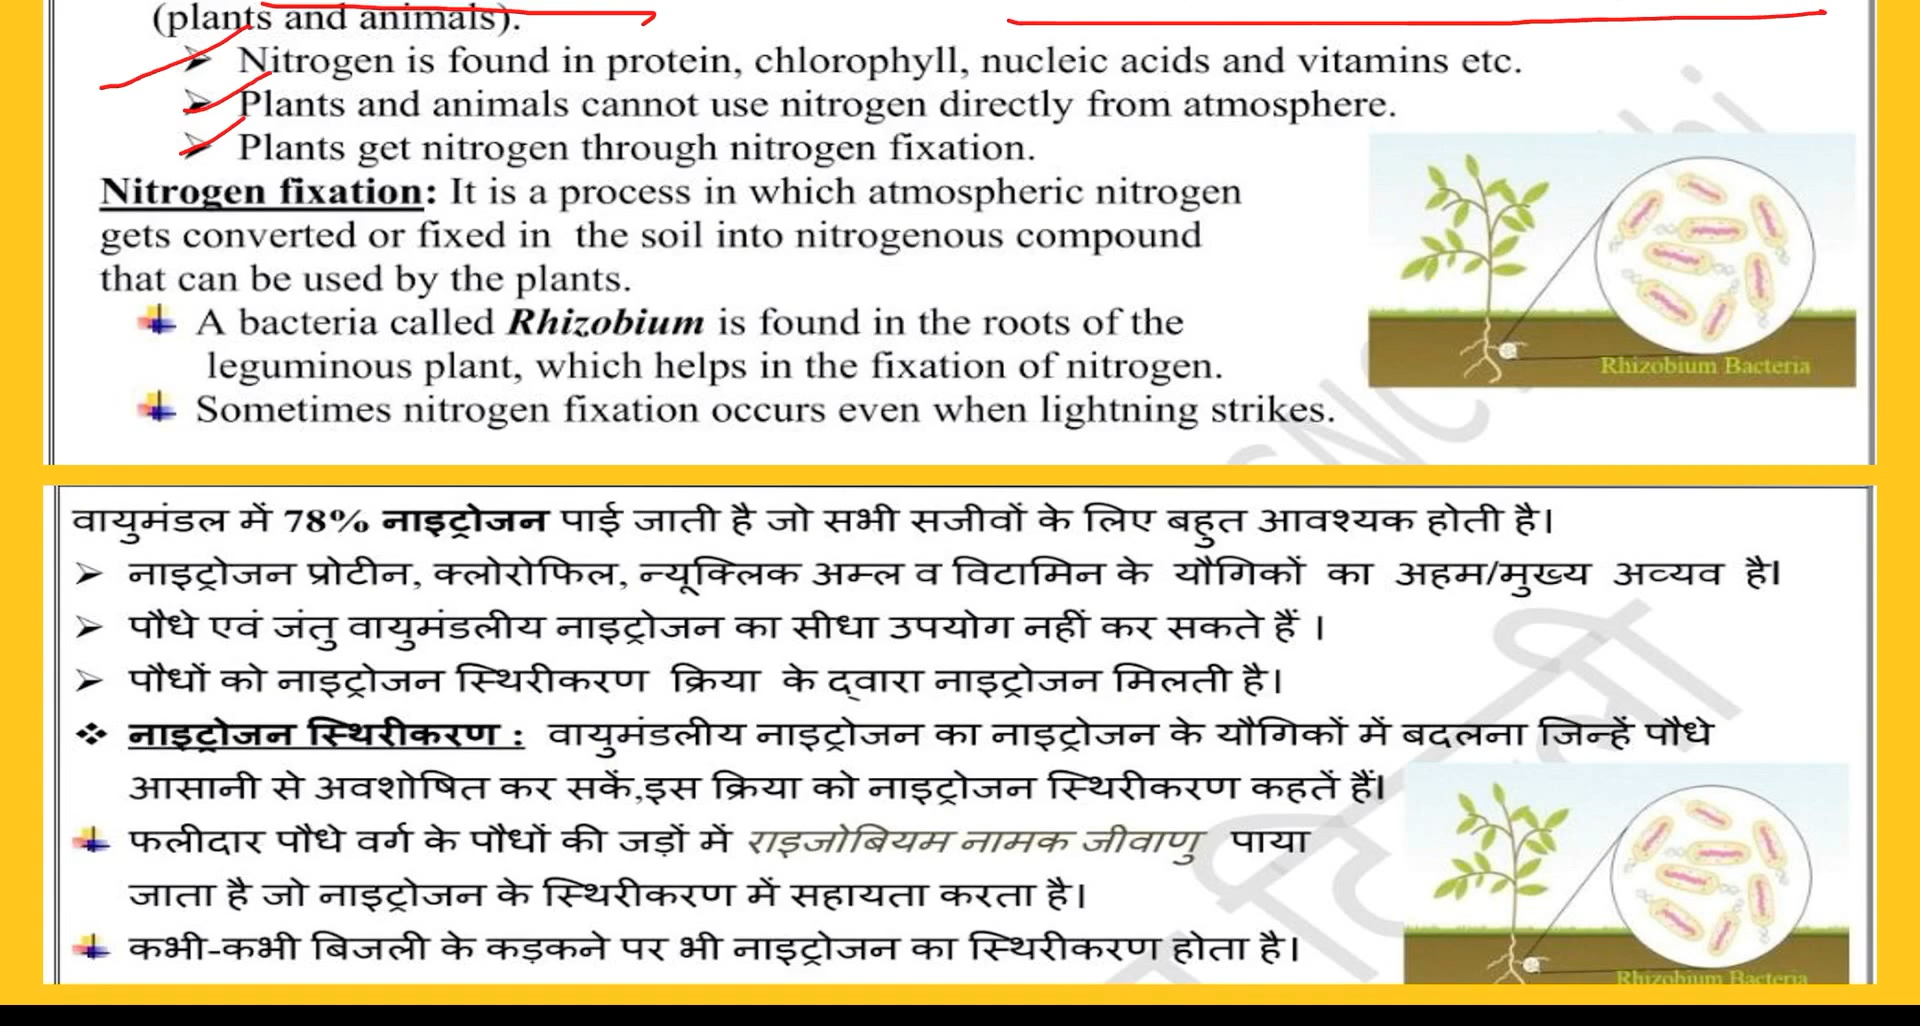 (plants and animals).
➢ Nitrogen is found in protein, chlorophyll, nucleic acids and vitamins etc.
➢ Plants and animals cannot use nitrogen directly from atmosphere.
➢ Plants get nitrogen through nitrogen fixation.
Nitrogen fixation: It is a process in which atmospheric nitrogen
gets converted or fixed in the soil into nitrogenous compound
that can be used by the plants.
A bacteria called Rhizobium is found in the roots of the
leguminous plant, which helps in the fixation of nitrogen.
Rhizobium Bacteria
Sometimes nitrogen fixation occurs even when lightning strikes.
वायुमंडल में 78% नाइट्रोजन पाई जाती है जो सभी सजीवों के लिए बहुत आवश्यक होती है।
➢ नाइट्रोजन प्रोटीन, क्लोरोफिल, न्यूक्लिक अम्ल व विटामिन के यौगिकों का अहम/मुख्य अव्यव है।
➢ पौधे एवं जंतु वायुमंडलीय नाइट्रोजन का सीधा उपयोग नहीं कर सकते हैं ।
➢ पौधों को नाइट्रोजन स्थिरीकरण क्रिया के द्वारा नाइट्रोजन मिलती है।
❖ नाइट्रोजन स्थिरीकरण : वायुमंडलीय नाइट्रोजन का नाइट्रोजन के यौगिकों में बदलना जिन्हें पौधे
आसानी से अवशोषित कर सकें,इस क्रिया को नाइट्रोजन स्थिरीकरण कहतें हैं।
फलीदार पौधे वर्ग के पौधों की जड़ों में राइजोबियम नामक जीवाणु पाया
जाता है जो नाइट्रोजन के स्थिरीकरण में सहायता करता है।
कभी-कभी बिजली के कड़कने पर भी नाइट्रोजन का स्थिरीकरण होता है।
Rhizobium Bacteria